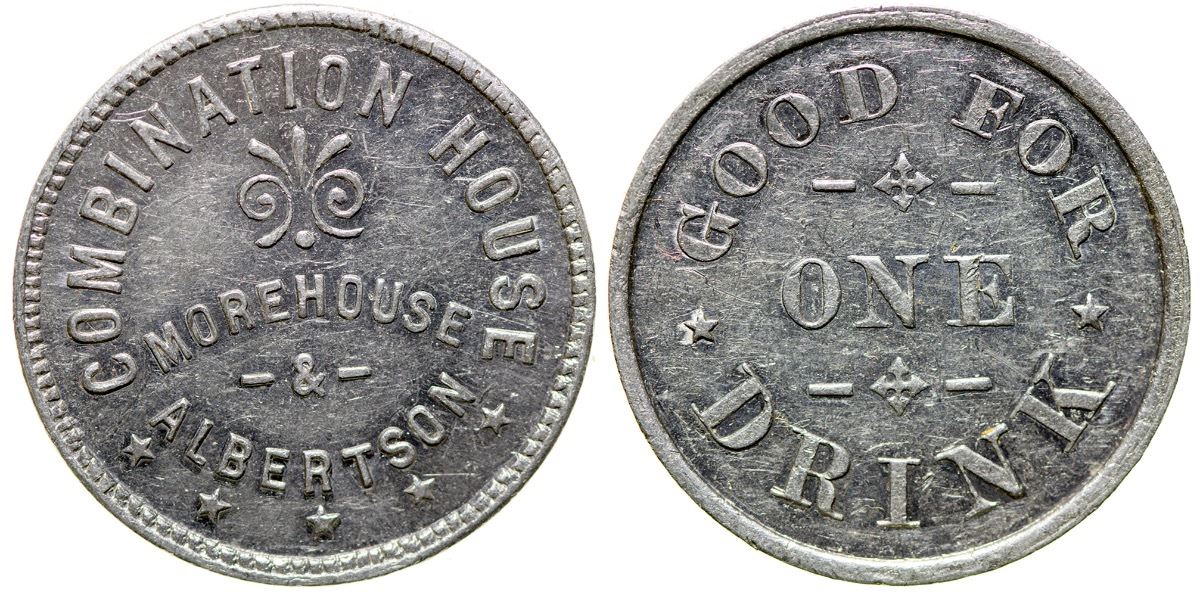 COMBINATION HOUSE
MOREHOUSE
- & -
ALBERTSON
GOOD FOR
ONE
DRINK